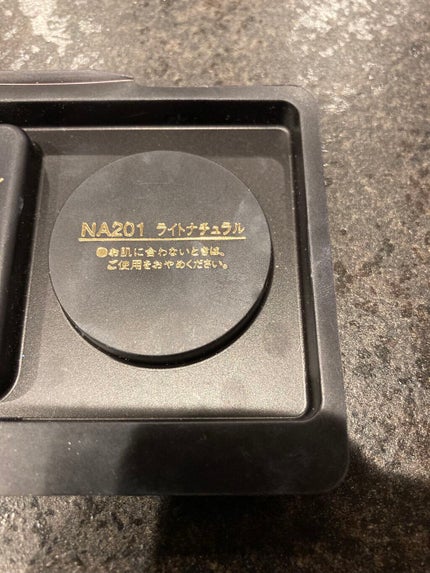 NA201 ライトナチュラル
●お肌に合わないときは、
ご使用をおやめください。